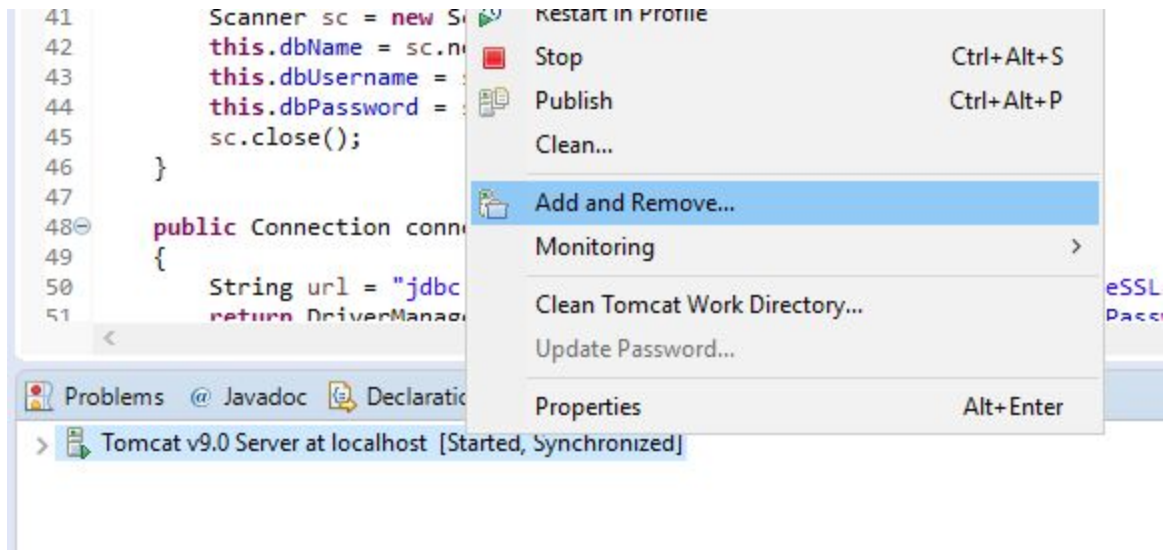 41 Scanner sc = new S
Restart in Profile
42 this.dbName = sc.n
Stop Ctrl+Alt+S
43 this.dbUsername =
44 this.dbPassword =
Publish Ctrl+Alt+P
45 sc.close();
Clean...
46 }
47
Add and Remove...
48 public Connection conn
49 {
Monitoring
50 String url = "jdbc eSSL
Clean Tomcat Work Directory...
51 return DriverManag Passw
Update Password...
Problems @ Javadoc Declaratio
Properties Alt+Enter
Tomcat v9.0 Server at localhost [Started, Synchronized]